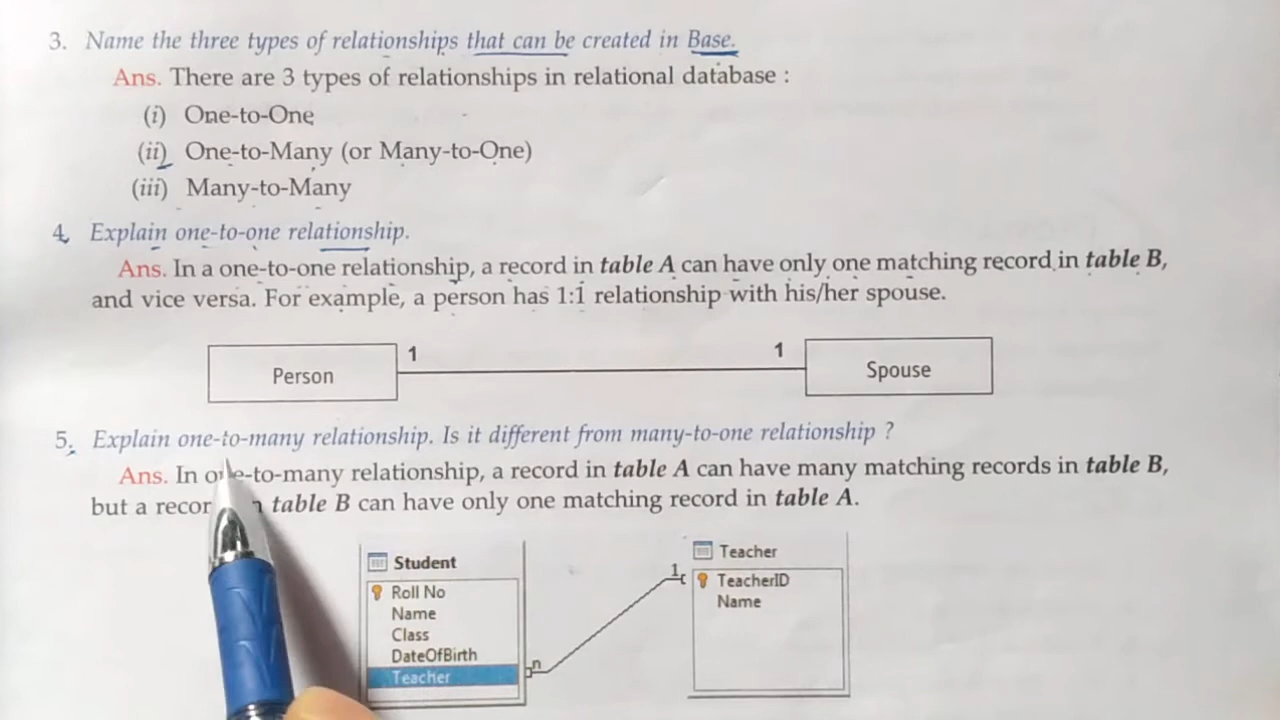 3. Name the three types of relationships that can be created in Base.
Ans. There are 3 types of relationships in relational database :
(i) One-to-One
(ii) One-to-Many (or Many-to-One)
(iii) Many-to-Many
4. Explain one-to-one relationship.
Ans. In a one-to-one relationship, a record in table A can have only one matching record in table B,
and vice versa. For example, a person has 1:1 relationship with his/her spouse.
1 1
Person Spouse
5. Explain one-to-many relationship. Is it different from many-to-one relationship ?
Ans. In one-to-many relationship, a record in table A can have many matching records in table B,
but a table B can have only one matching record in table A.
Student
Roll No
Name
Class
DateOfBirth
Teacher
n
1
Teacher
TeacherID
Name